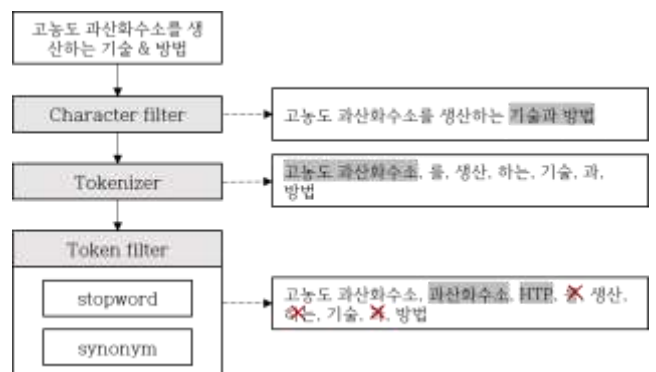 고농도 과산화수소를 생
산하는 기술 & 방법
Character filter
고농도 과산화수소를 생산하는 기술과 방법
Tokenizer
고농도 과산화수소, 를, 생산, 하는, 기술, 과,
방법
Token filter
stopword
synonym
고농도 과산화수소, 과산화수소, HTP, 를, 생산,
하는, 기술, 과, 방법